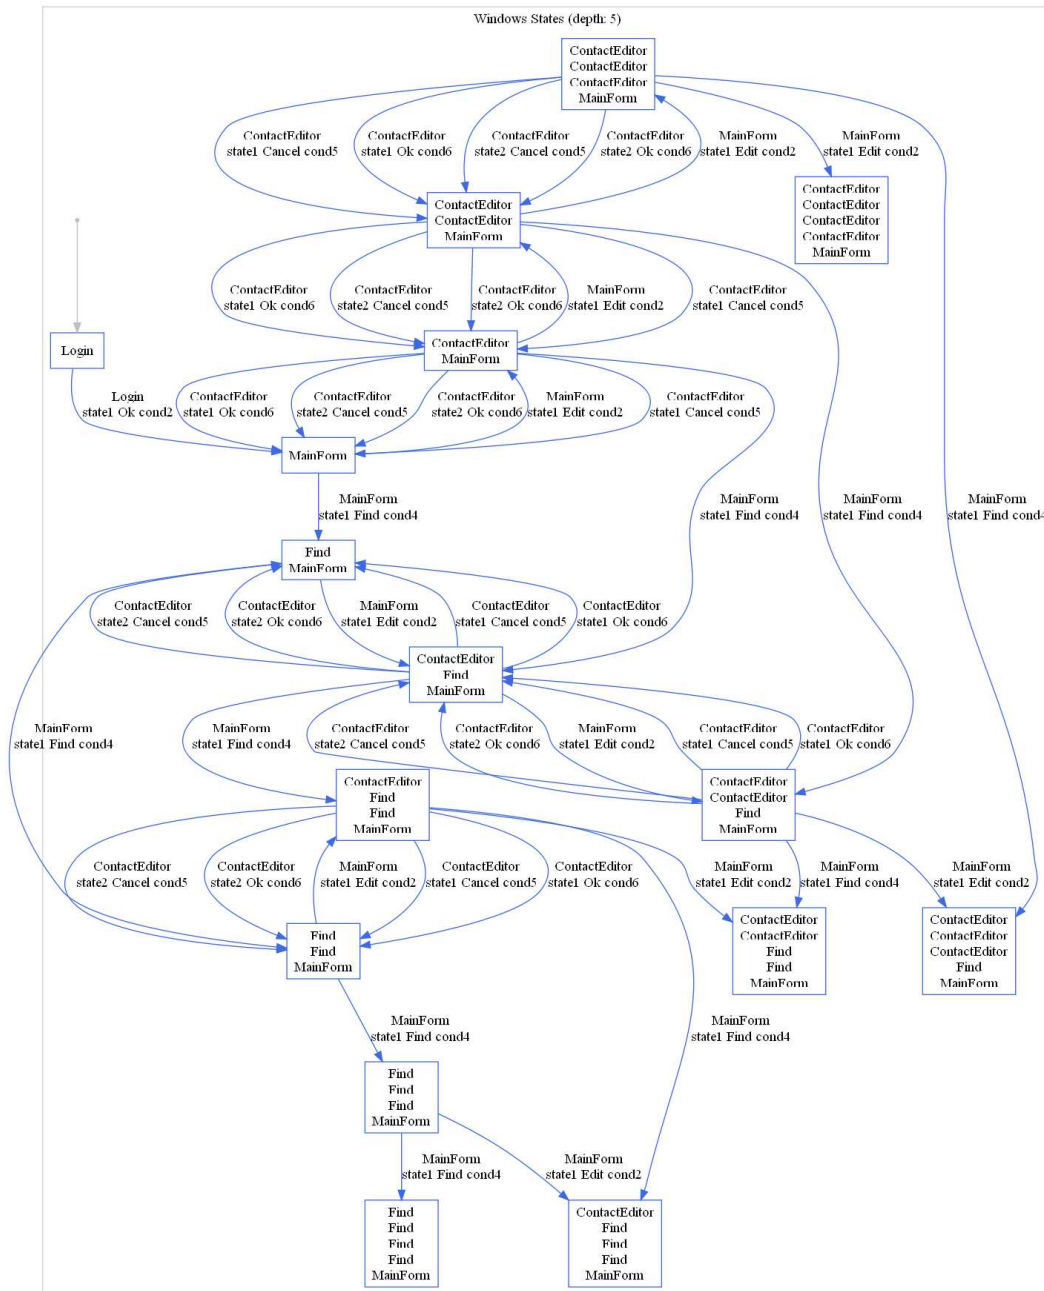 Windows States (depth: 5)
ContactEditor
ContactEditor
ContactEditor
MainForm
ContactEditor
state1 Cancel cond5
ContactEditor
state1 Ok cond6
ContactEditor
state2 Cancel cond5
ContactEditor
state2 Ok cond6
MainForm
state1 Edit cond2
MainForm
state1 Edit cond2
ContactEditor
ContactEditor
MainForm
ContactEditor
ContactEditor
ContactEditor
ContactEditor
MainForm
ContactEditor
state1 Ok cond6
ContactEditor
state2 Cancel cond5
ContactEditor
state2 Ok cond6
MainForm
state1 Edit cond2
ContactEditor
state1 Cancel cond5
Login
ContactEditor
MainForm
Login
state1 Ok cond2
ContactEditor
state1 Ok cond6
ContactEditor
state2 Cancel cond5
ContactEditor
state2 Ok cond6
MainForm
state1 Edit cond2
ContactEditor
state1 Cancel cond5
MainForm
MainForm
state1 Find cond4
MainForm
state1 Find cond4
MainForm
state1 Find cond4
MainForm
state1 Find cond4
Find
MainForm
ContactEditor
state2 Cancel cond5
ContactEditor
state2 Ok cond6
MainForm
state1 Edit cond2
ContactEditor
state1 Cancel cond5
ContactEditor
state1 Ok cond6
ContactEditor
Find
MainForm
MainForm
state1 Find cond4
MainForm
state1 Find cond4
ContactEditor
state2 Cancel cond5
ContactEditor
state2 Ok cond6
MainForm
state1 Edit cond2
ContactEditor
state1 Cancel cond5
ContactEditor
state1 Ok cond6
ContactEditor
Find
Find
MainForm
ContactEditor
ContactEditor
Find
MainForm
ContactEditor
state2 Cancel cond5
ContactEditor
state2 Ok cond6
MainForm
state1 Edit cond2
ContactEditor
state1 Cancel cond5
ContactEditor
state1 Ok cond6
MainForm
state1 Edit cond2
MainForm
state1 Find cond4
MainForm
state1 Edit cond2
Find
Find
MainForm
ContactEditor
ContactEditor
Find
Find
MainForm
ContactEditor
ContactEditor
ContactEditor
Find
MainForm
MainForm
state1 Find cond4
MainForm
state1 Find cond4
Find
Find
Find
MainForm
MainForm
state1 Find cond4
MainForm
state1 Edit cond2
Find
Find
Find
Find
MainForm
ContactEditor
Find
Find
Find
MainForm